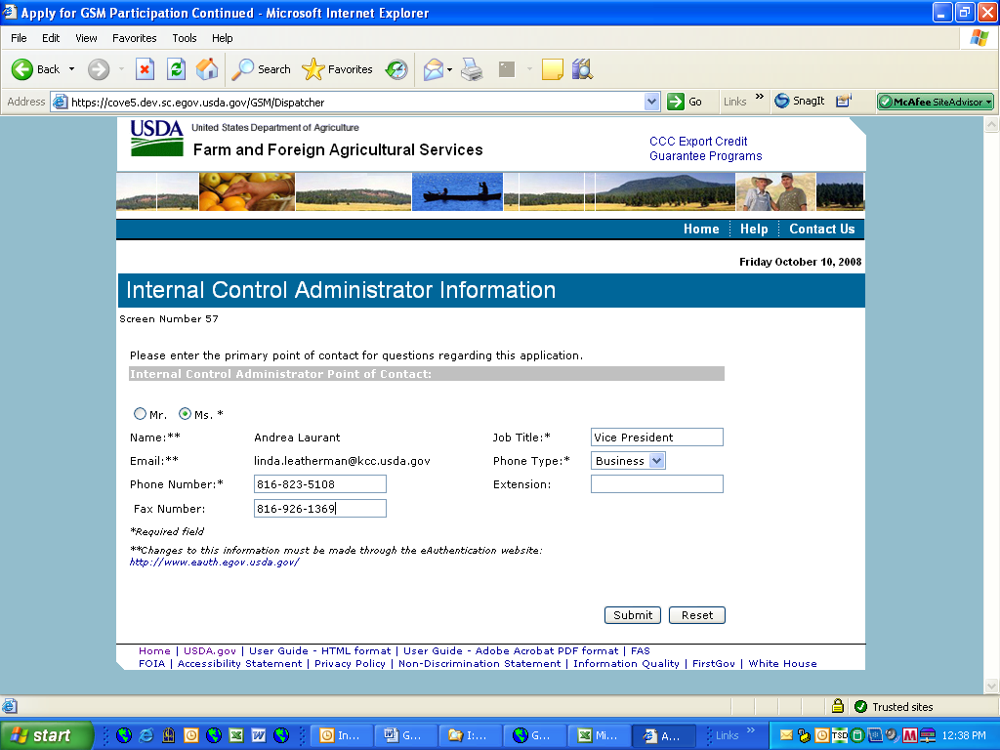 Apply for GSM Participation Continued - Microsoft Internet Explorer
File Edit View Favorites Tools Help
Back Search Favorites
Address https://cove5.dev.sc.egov.usda.gov/GSM/Dispatcher Go Links » SnagIt McAfee SiteAdvisor
USDA United States Department of Agriculture
Farm and Foreign Agricultural Services
CCC Export Credit
Guarantee Programs
Home Help Contact Us
Friday October 10, 2008
Internal Control Administrator Information
Screen Number 57
Please enter the primary point of contact for questions regarding this application.
Internal Control Administrator Point of Contact:
Mr. Ms. *
Name:** Andrea Laurant Job Title:* Vice President
Email:** linda.leatherman@kcc.usda.gov Phone Type:* Business
Phone Number:* 816-823-5108 Extension:
Fax Number: 816-926-1369
*Required field
**Changes to this information must be made through the eAuthentication website:
http://www.eauth.egov.usda.gov/
Submit Reset
Home | USDA.gov | User Guide - HTML format | User Guide - Adobe Acrobat PDF format | FAS
FOIA | Accessibility Statement | Privacy Policy | Non-Discrimination Statement | Information Quality | FirstGov | White House
Trusted sites
start In... G... I:... G... Mi... A... Links » TSD 12:38 PM